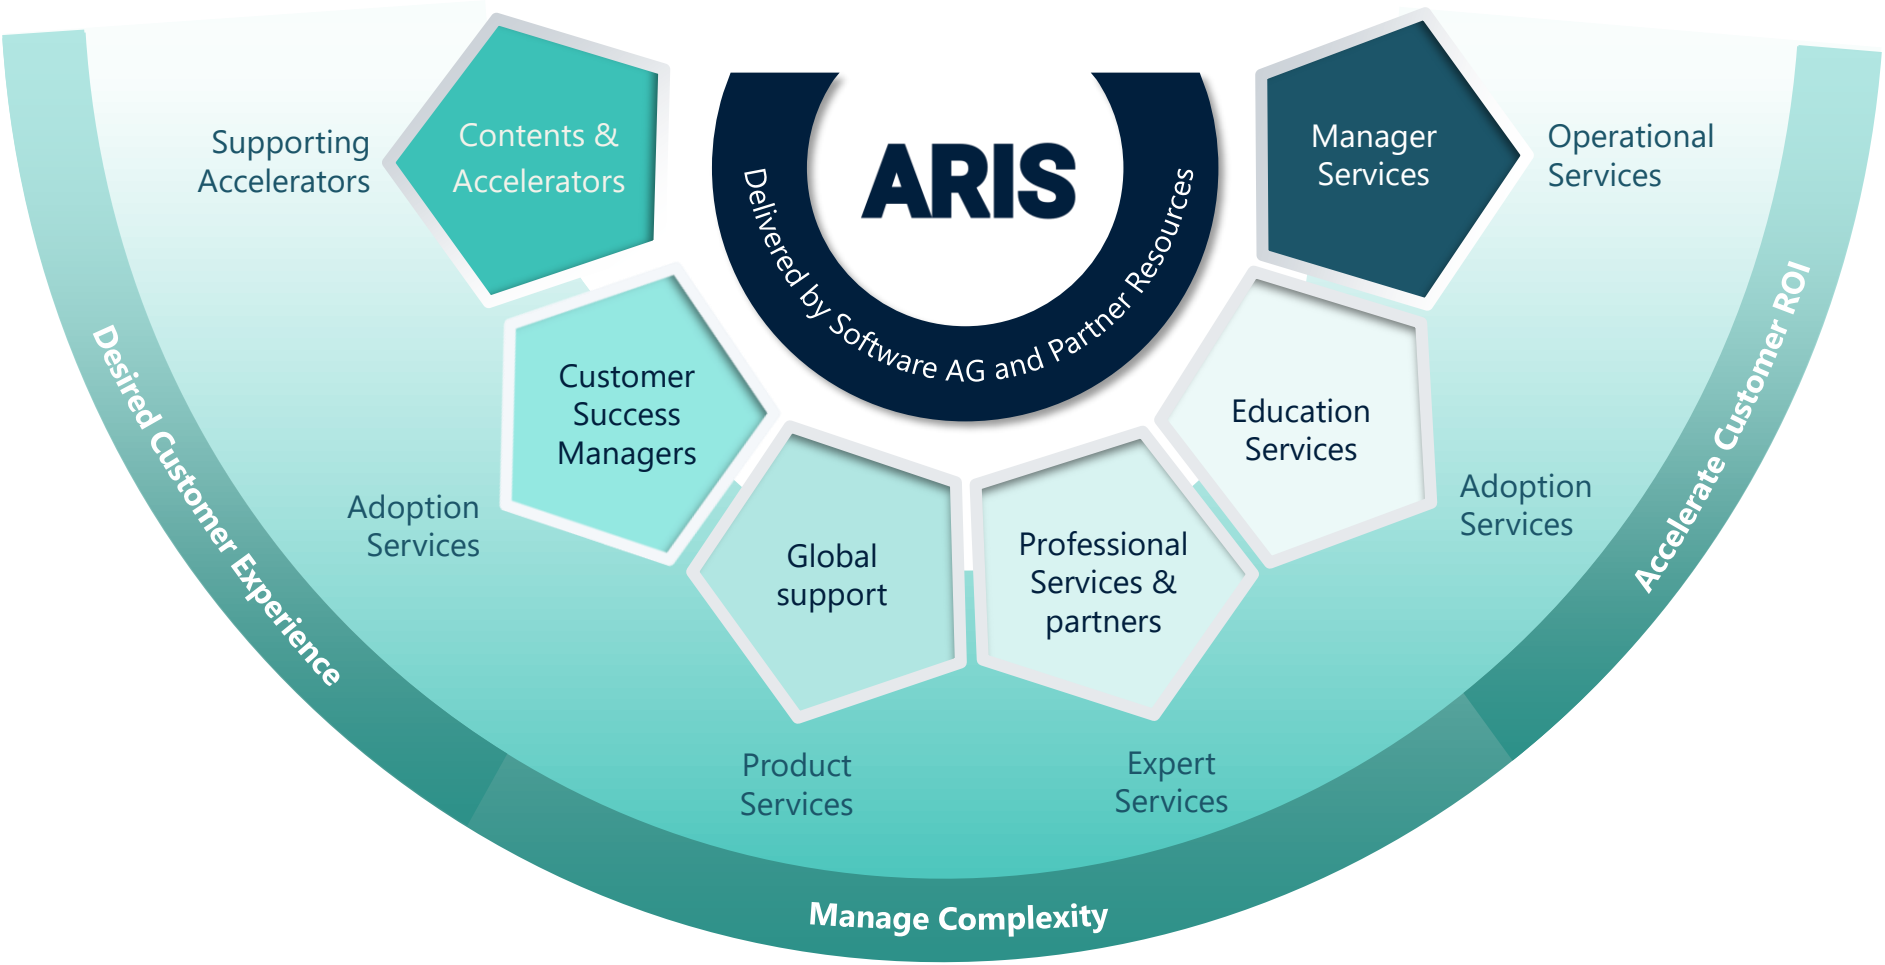 ARIS
Delivered by Software AG and Partner Resources
Supporting
Accelerators
Contents &
Accelerators
Manager
Services
Operational
Services
Customer
Success
Managers
Adoption
Services
Global
support
Product
Services
Professional
Services &
partners
Expert
Services
Education
Services
Adoption
Services
Desired Customer Experience
Manage Complexity
Accelerate Customer ROI